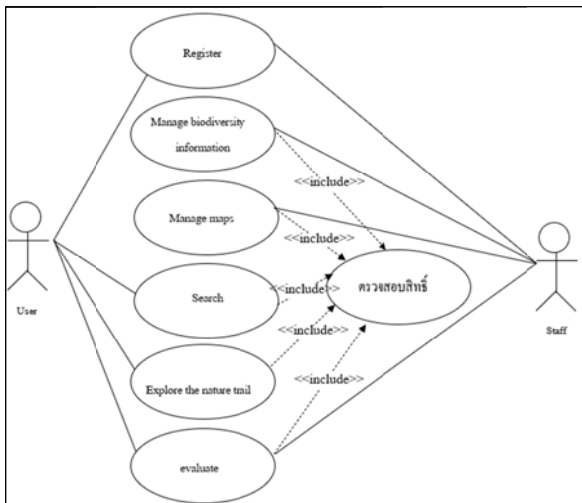 Register
Manage biodiversity
information
<<include>>
Manage maps
<<include>>
Search
<<include>>
ตรวจสอบสิทธิ์
User
Staff
<<include>>
Explore the nature trail
<<include>>
evaluate